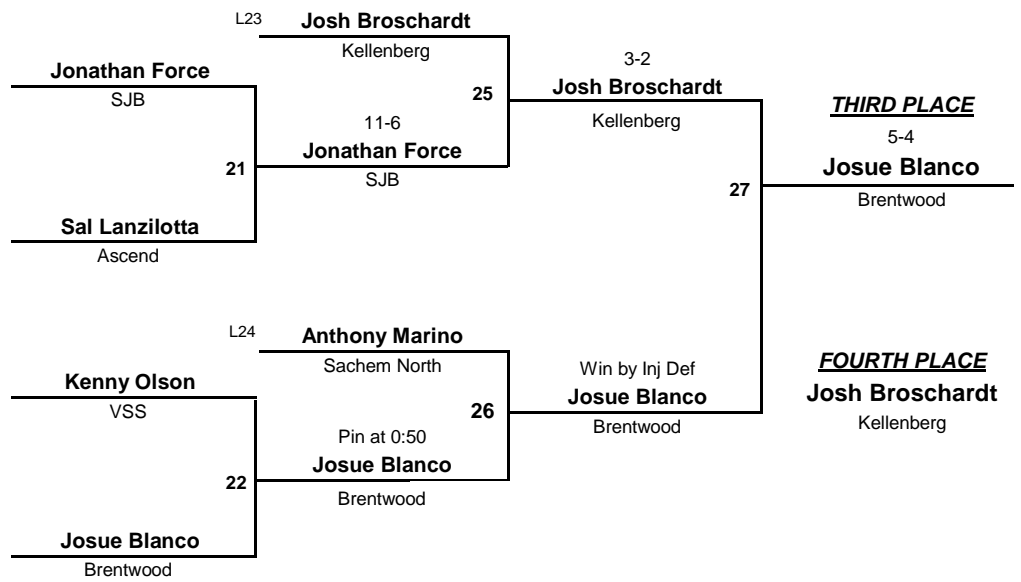 L23
Josh Broschardt
Kellenberg
Jonathan Force
SJB
25
3-2
Josh Broschardt
Kellenberg
THIRD PLACE
5-4
Josue Blanco
Brentwood
11-6
Jonathan Force
SJB
21
27
Sal Lanzilotta
Ascend
L24
Anthony Marino
Sachem North
Kenny Olson
VSS
26
Win by Inj Def
Josue Blanco
Brentwood
FOURTH PLACE
Josh Broschardt
Kellenberg
Pin at 0:50
Josue Blanco
Brentwood
22
Josue Blanco
Brentwood